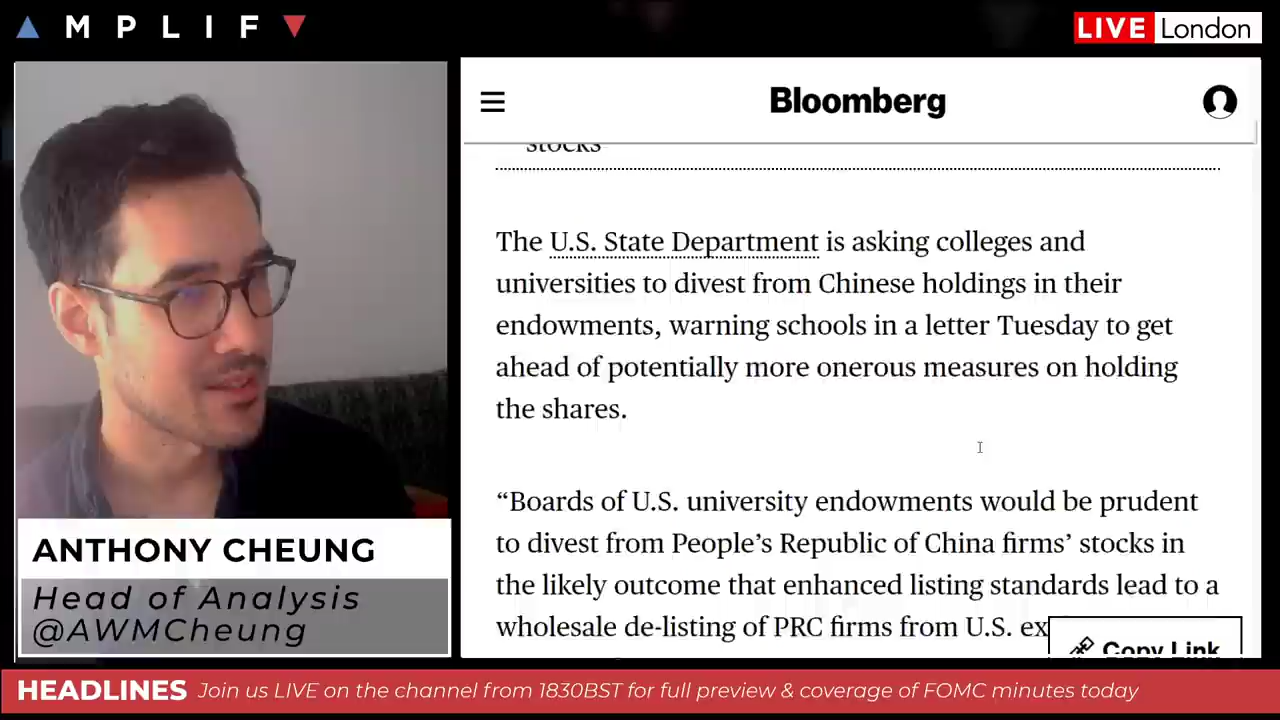 MPLIF
LIVE London
Bloomberg
stocks
The U.S. State Department is asking colleges and
universities to divest from Chinese holdings in their
endowments, warning schools in a letter Tuesday to get
ahead of potentially more onerous measures on holding
the shares.
“Boards of U.S. university endowments would be prudent
to divest from People’s Republic of China firms’ stocks in
the likely outcome that enhanced listing standards lead to a
wholesale de-listing of PRC firms from U.S. ex
Copy Link
ANTHONY CHEUNG
Head of Analysis
@AWMCheung
HEADLINES Join us LIVE on the channel from 1830BST for full preview & coverage of FOMC minutes today